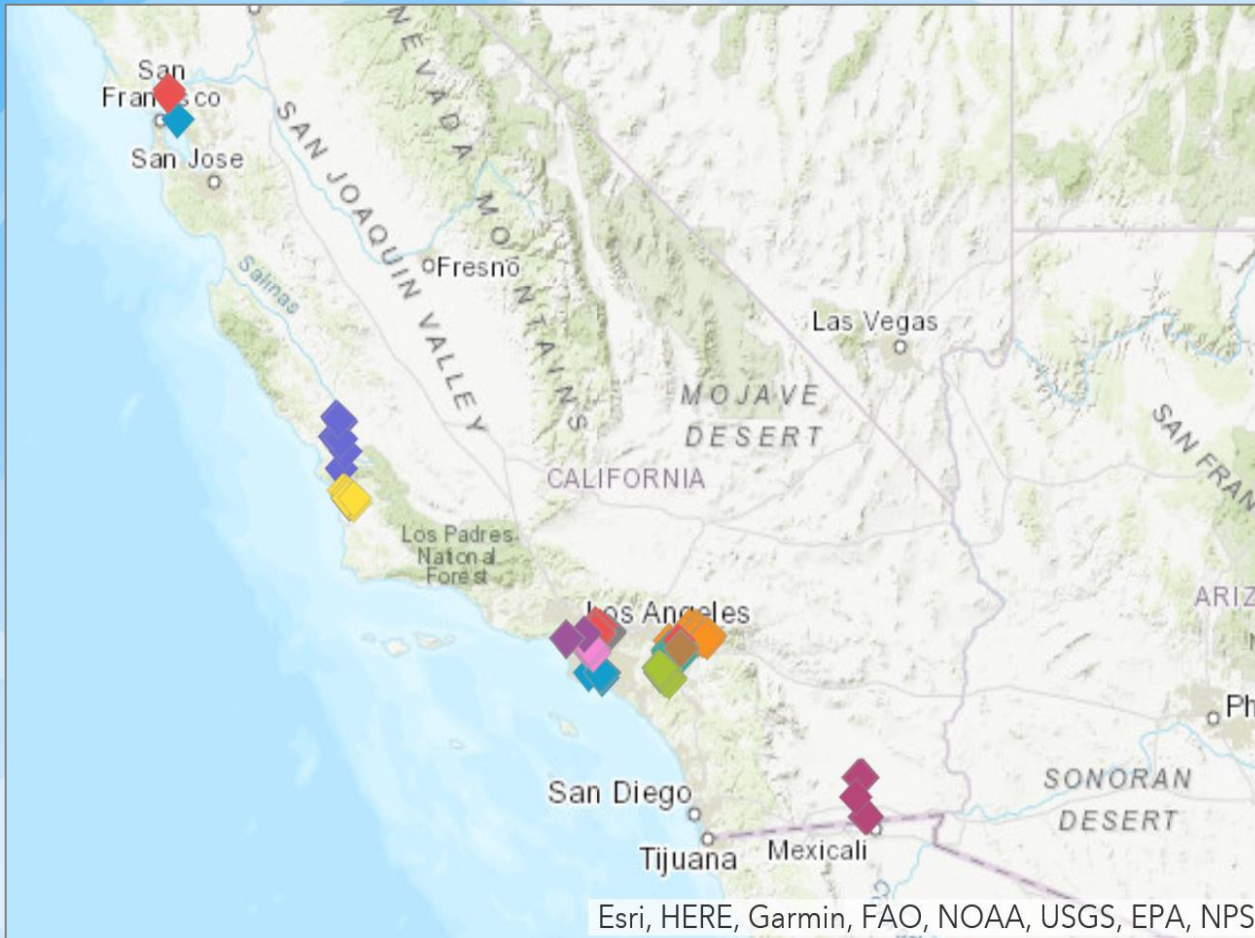 San
Francisco
San Jose
SAN JOAQUIN VALLEY
NEVADA
MOUNTAINS
Salinas
Fresno
Las Vegas
MOJAVE
DESERT
SAN FRAN
CALIFORNIA
Los Padres
National
Forest
ARIZ
Los Angeles
Ph
San Diego
SONORAN
DESERT
Tijuana
Mexicali
Esri, HERE, Garmin, FAO, NOAA, USGS, EPA, NPS